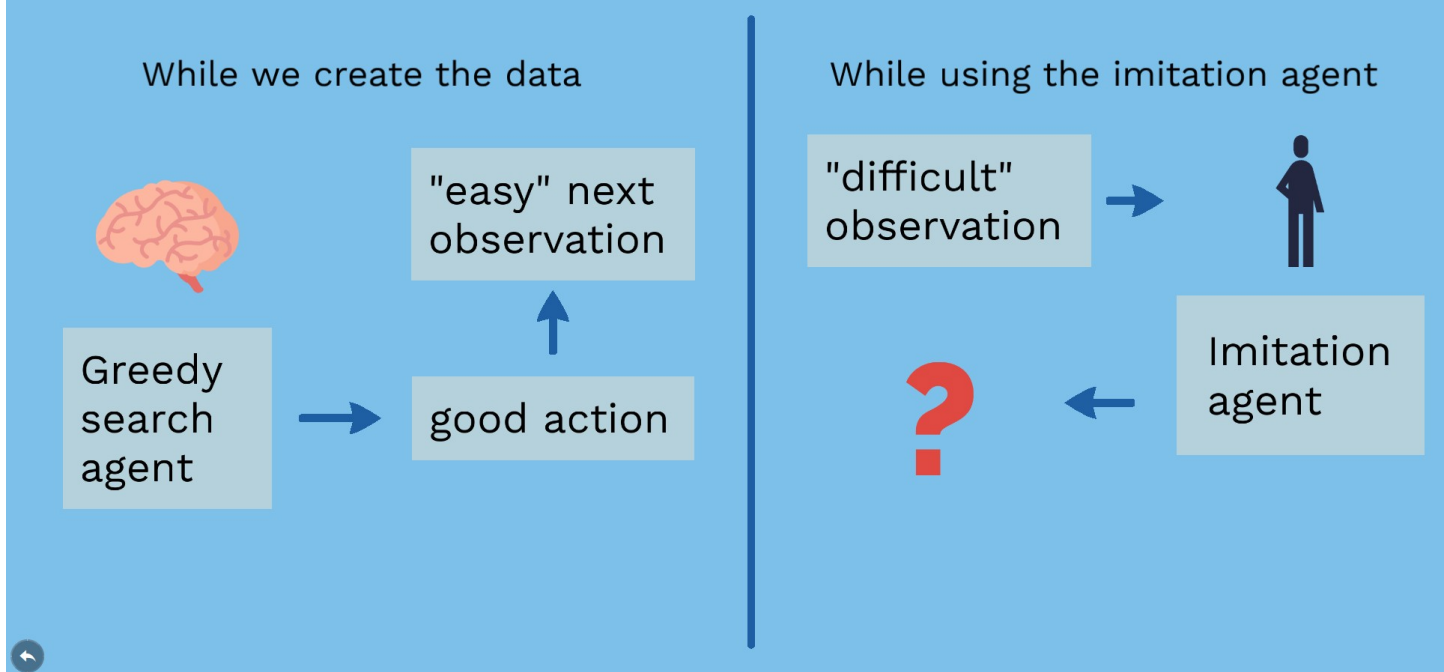 While we create the data
"easy" next
observation
Greedy
search
agent
good action
While using the imitation agent
"difficult"
observation
Imitation
agent
?